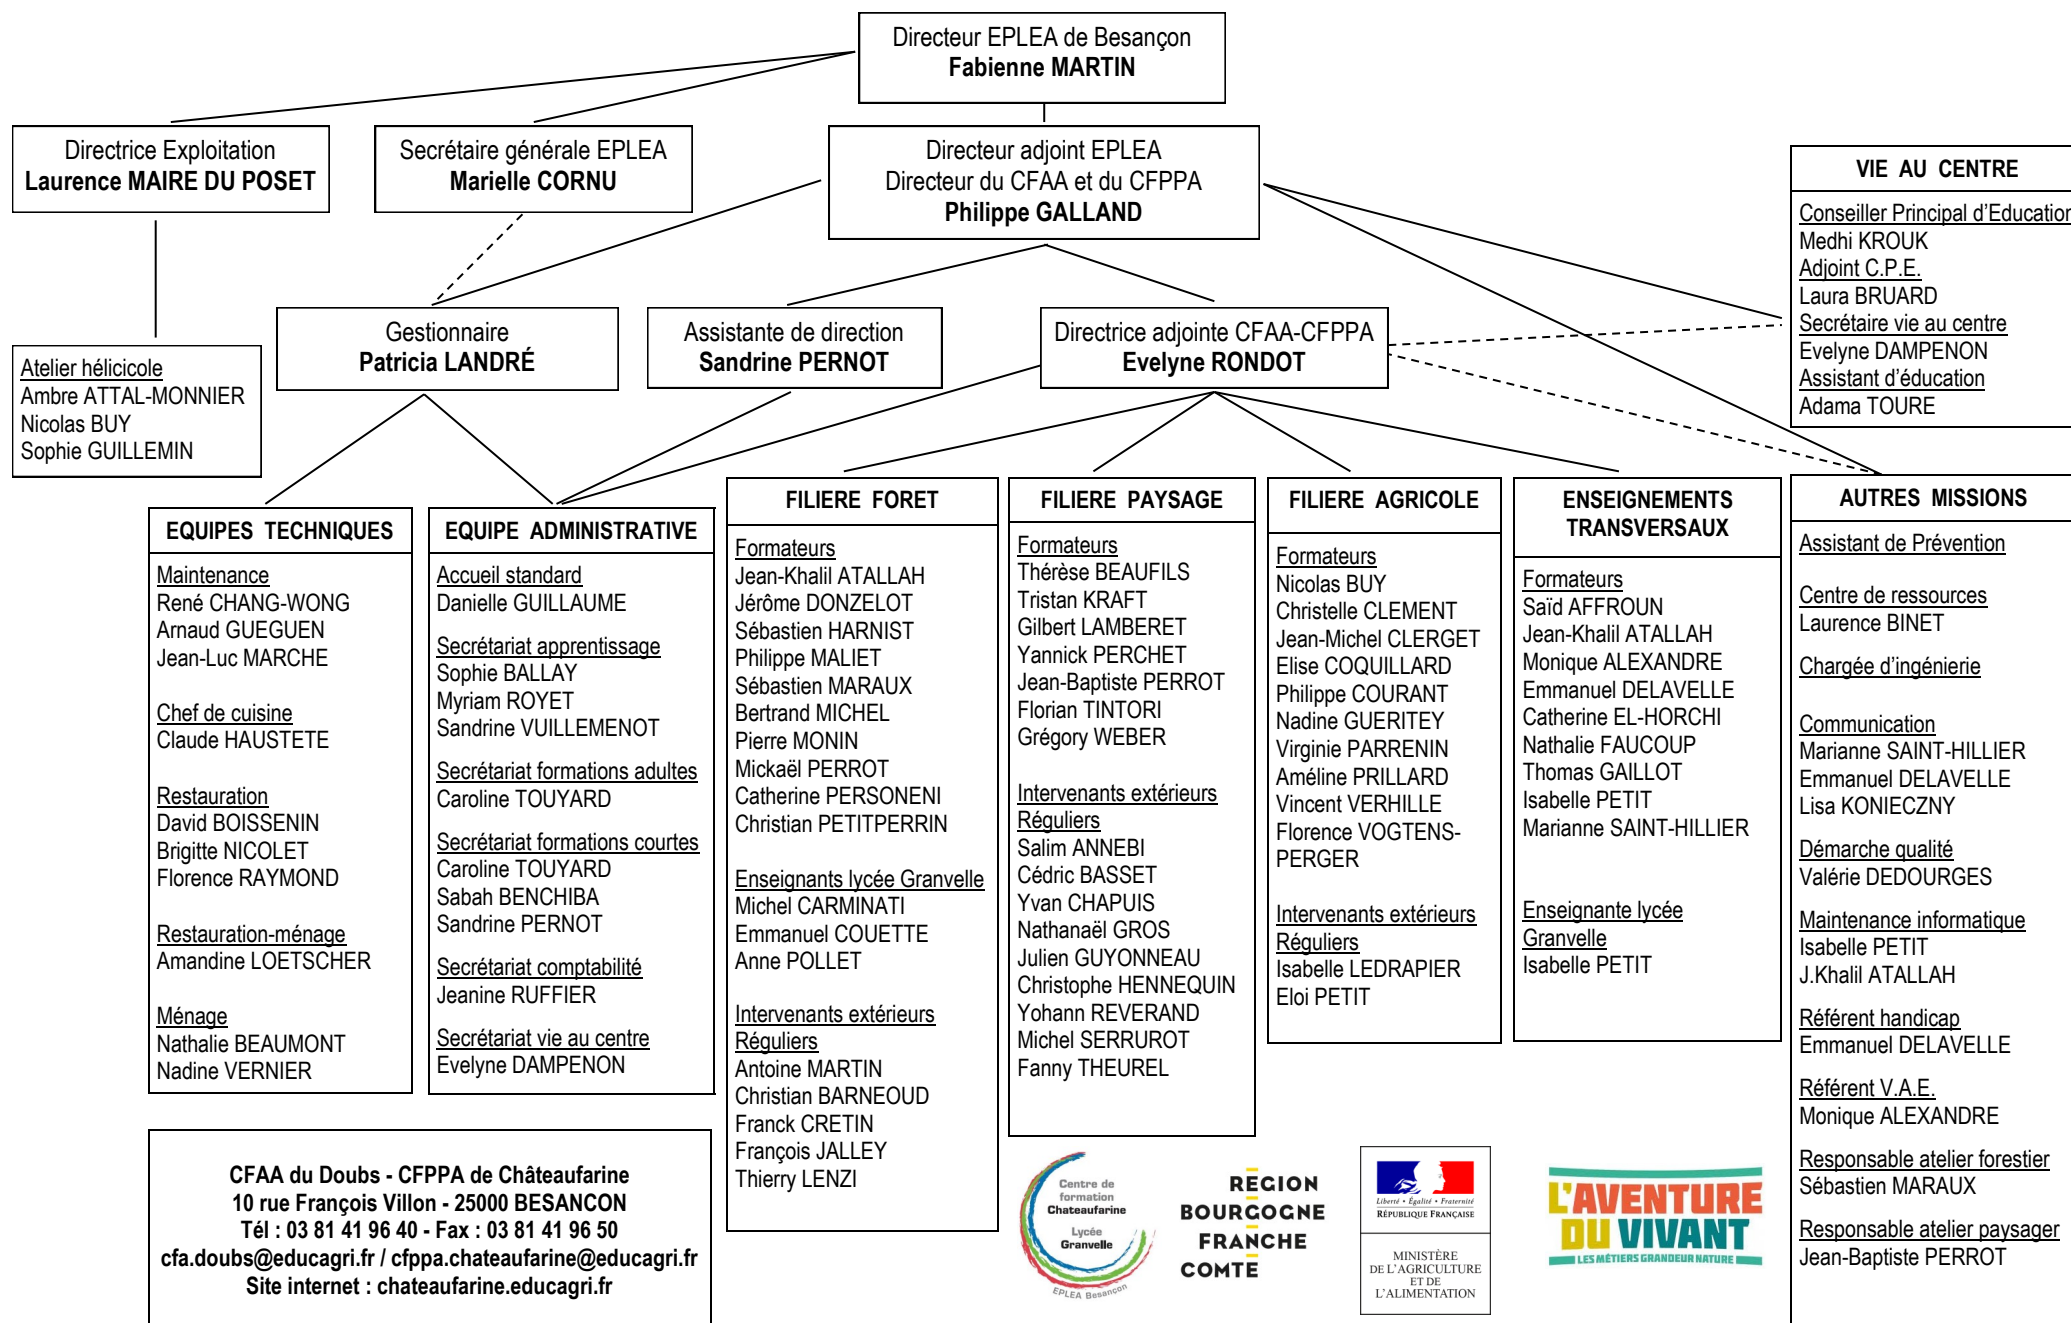 Directeur EPLEA de Besançon
Fabienne MARTIN
Directrice Exploitation
Laurence MAIRE DU POSET
Secrétaire générale EPLEA
Marielle CORNU
Directeur adjoint EPLEA
Directeur du CFAA et du CFPPA
Philippe GALLAND
VIE AU CENTRE
Conseiller Principal d'Education
Medhi KROUK
Adjoint C.P.E.
Laura BRUARD
Secrétaire vie au centre
Evelyne DAMPENON
Assistant d'éducation
Adama TOURE
Gestionnaire
Patricia LANDRÉ
Assistante de direction
Sandrine PERNOT
Directrice adjointe CFAA-CFPPA
Evelyne RONDOT
Atelier hélicicole
Ambre ATTAL-MONNIER
Nicolas BUY
Sophie GUILLEMIN
EQUIPES TECHNIQUES
Maintenance
René CHANG-WONG
Arnaud GUEGUEN
Jean-Luc MARCHE
Chef de cuisine
Claude HAUSTETE
Restauration
David BOISSENIN
Brigitte NICOLET
Florence RAYMOND
Restauration-ménage
Amandine LOETSCHER
Ménage
Nathalie BEAUMONT
Nadine VERNIER
EQUIPE ADMINISTRATIVE
Accueil standard
Danielle GUILLAUME
Secrétariat apprentissage
Sophie BALLAY
Myriam ROYET
Sandrine VUILLEMENOT
Secrétariat formations adultes
Caroline TOUYARD
Secrétariat formations courtes
Caroline TOUYARD
Sabah BENCHIBA
Sandrine PERNOT
Secrétariat comptabilité
Jeanine RUFFIER
Secrétariat vie au centre
Evelyne DAMPENON
FILIERE FORET
Formateurs
Jean-Khalil ATALLAH
Jérôme DONZELOT
Sébastien HARNIST
Philippe MALIET
Sébastien MARAUX
Bertrand MICHEL
Pierre MONIN
Mickaël PERROT
Catherine PERSONENI
Christian PETITPERRIN
Enseignants lycée Granvelle
Michel CARMINATI
Emmanuel COUETTE
Anne POLLET
Intervenants extérieurs
Réguliers
Antoine MARTIN
Christian BARNEOUD
Franck CRETIN
François JALLEY
Thierry LENZI
FILIERE PAYSAGE
Formateurs
Thérèse BEAUFILS
Tristan KRAFT
Gilbert LAMBERET
Yannick PERCHET
Jean-Baptiste PERROT
Florian TINTORI
Grégory WEBER
Intervenants extérieurs
Réguliers
Salim ANNEBI
Cédric BASSET
Yvan CHAPUIS
Nathanaël GROS
Julien GUYONNEAU
Christophe HENNEQUIN
Yohann REVERAND
Michel SERRUROT
Fanny THEUREL
FILIERE AGRICOLE
Formateurs
Nicolas BUY
Christelle CLEMENT
Jean-Michel CLERGET
Elise COQUILLARD
Philippe COURANT
Nadine GUERITEY
Virginie PARRENIN
Améline PRILLARD
Vincent VERHILLE
Florence VOGTENS-
PERGER
Intervenants extérieurs
Réguliers
Isabelle LEDRAPIER
Eloi PETIT
ENSEIGNEMENTS
TRANSVERSAUX
Formateurs
Saïd AFFROUN
Jean-Khalil ATALLAH
Monique ALEXANDRE
Emmanuel DELAVELLE
Catherine EL-HORCHI
Nathalie FAUCOUP
Thomas GAILLOT
Isabelle PETIT
Marianne SAINT-HILLIER
Enseignante lycée
Granvelle
Isabelle PETIT
AUTRES MISSIONS
Assistant de Prévention
Centre de ressources
Laurence BINET
Chargée d'ingénierie
Communication
Marianne SAINT-HILLIER
Emmanuel DELAVELLE
Lisa KONIECZNY
Démarche qualité
Valérie DEDOURGES
Maintenance informatique
Isabelle PETIT
J.Khalil ATALLAH
Référent handicap
Emmanuel DELAVELLE
Référent V.A.E.
Monique ALEXANDRE
Responsable atelier forestier
Sébastien MARAUX
Responsable atelier paysager
Jean-Baptiste PERROT
CFAA du Doubs - CFPPA de Châteaufarine
10 rue François Villon - 25000 BESANCON
Tél : 03 81 41 96 40 - Fax : 03 81 41 96 50
cfa.doubs@educagri.fr / cfppa.chateaufarine@educagri.fr
Site internet : chateaufarine.educagri.fr
Centre de
formation
Chateaufarine
Lycée
Granvelle
EPLEA Besançon
REGION
BOURGOGNE
FRANCHE
COMTE
Liberté • Égalité • Fraternité
RÉPUBLIQUE FRANÇAISE
MINISTÈRE
DE L'AGRICULTURE
ET DE
L'ALIMENTATION
L'AVENTURE
DU VIVANT
LES MÉTIERS GRANDEUR NATURE